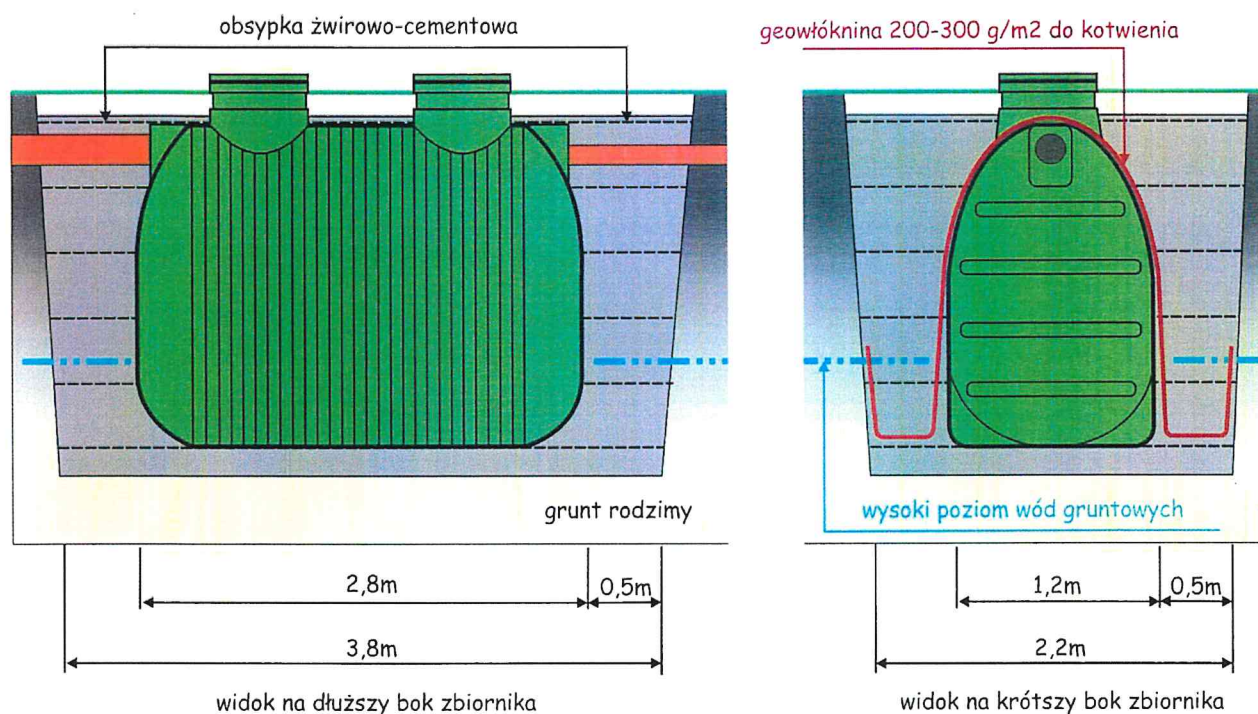 obsypka żwirowo-cementowa
geowłóknina 200-300 g/m2 do kotwienia
grunt rodzimy
wysoki poziom wód gruntowych
2,8m
0,5m
1,2m
0,5m
3,8m
2,2m
widok na dłuższy bok zbiornika
widok na krótszy bok zbiornika